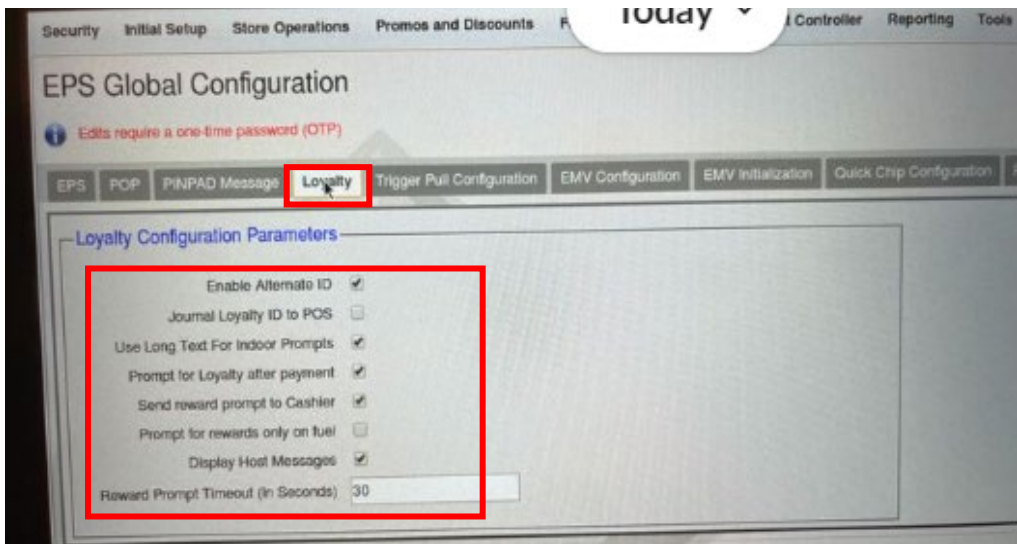 Today
Security Initial Setup Store Operations Promos and Discounts Controller Reporting Tools
EPS Global Configuration
Edits require a one-time password (OTP)
EPS POP PINPAD Message Loyalty Trigger Pull Configuration EMV Configuration EMV Initialization Quick Chip Configuration
Loyalty Configuration Parameters
Enable Alternate ID
Journal Loyalty ID to POS
Use Long Text For Indoor Prompts
Prompt for Loyalty after payment
Send reward prompt to Cashier
Prompt for rewards only on fuel
Display Host Messages
Reward Prompt Timeout (In Seconds) 30